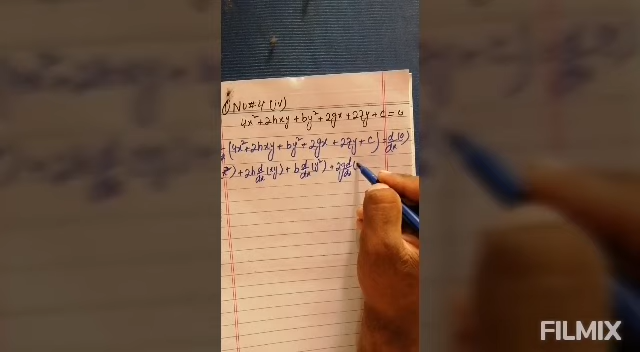 Q No#4 (iv)
4x²+2hxy+by²+2gx+2fy+c=0
(4x²+2hxy+by²+2gx+2fy+c)=d/dx(0)
x²)+2h d/dx(xy)+b d/dx(y²)+2g d/dx(
FILMIX